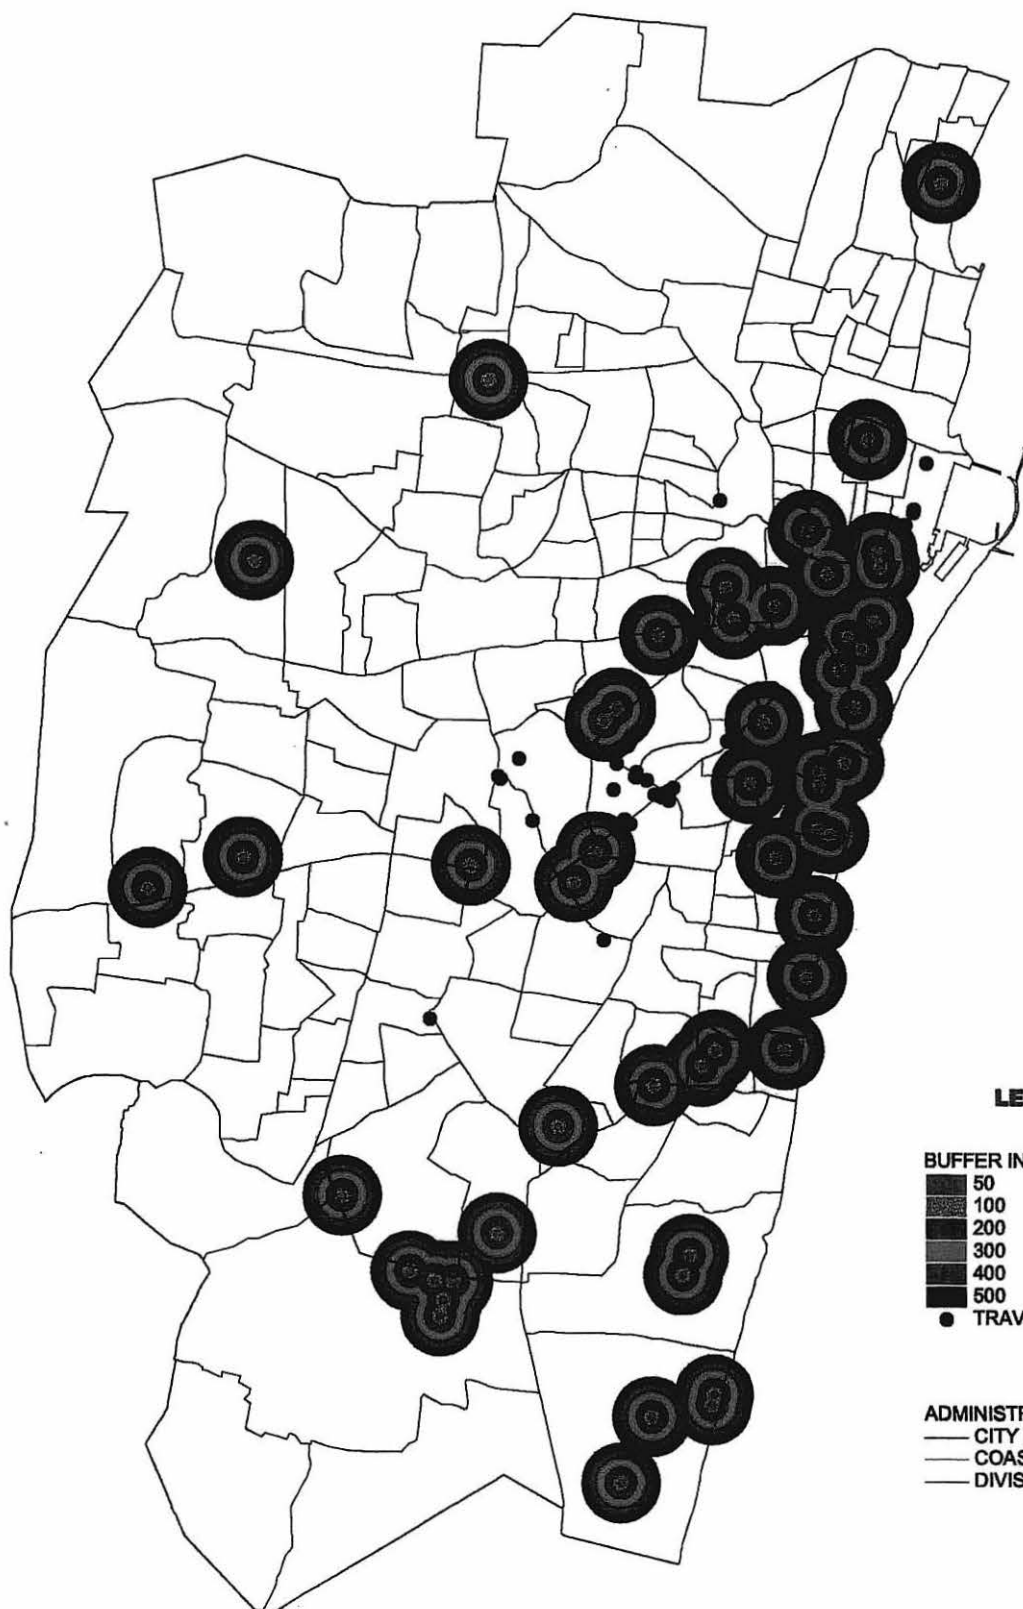 LE
BUFFER IN
50
100
200
300
400
500
TRAV
ADMINISTR
CITY
COAS
DIVIS